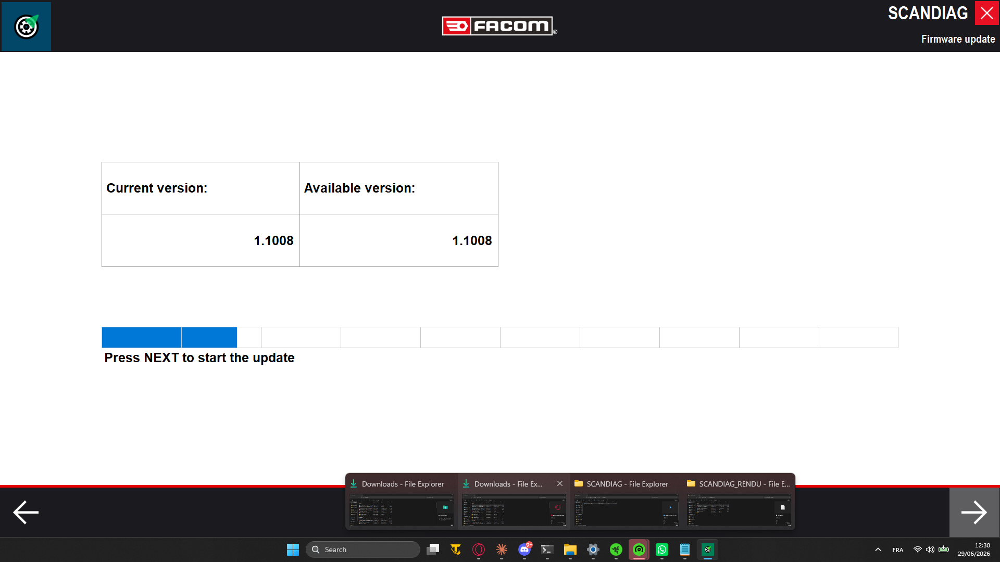 FACOM®
SCANDIAG
Firmware update
Current version:
Available version:
1.1008
1.1008
Press NEXT to start the update
Downloads - File Explorer
Downloads - File Ex...
SCANDIAG - File Explorer
SCANDIAG_RENDU - File E...
Search
9+
FRA
12:30
29/06/2026